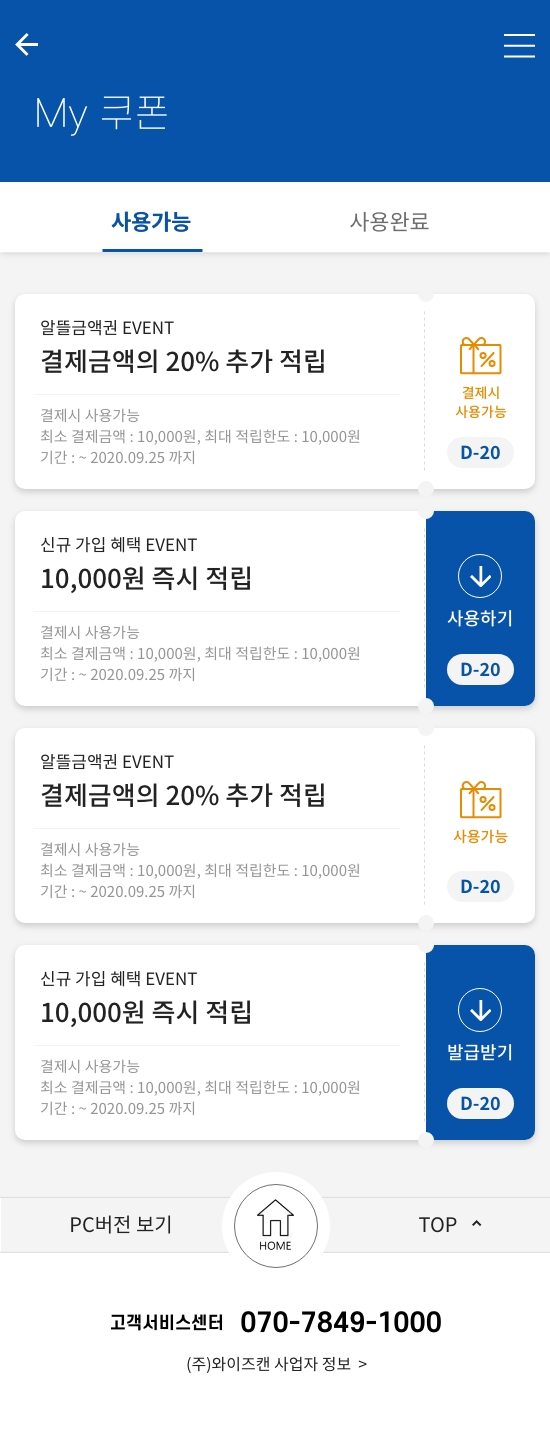 My 쿠폰
사용가능
사용완료
알뜰금액권 EVENT
결제금액의 20% 추가 적립
결제시 사용가능
최소 결제금액 : 10,000원, 최대 적립한도 : 10,000원
기간 : ~ 2020.09.25 까지
%
결제시
사용가능
D-20
신규 가입 혜택 EVENT
10,000원 즉시 적립
결제시 사용가능
최소 결제금액 : 10,000원, 최대 적립한도 : 10,000원
기간 : ~ 2020.09.25 까지
사용하기
D-20
알뜰금액권 EVENT
결제금액의 20% 추가 적립
결제시 사용가능
최소 결제금액 : 10,000원, 최대 적립한도 : 10,000원
기간 : ~ 2020.09.25 까지
%
사용가능
D-20
신규 가입 혜택 EVENT
10,000원 즉시 적립
결제시 사용가능
최소 결제금액 : 10,000원, 최대 적립한도 : 10,000원
기간 : ~ 2020.09.25 까지
발급받기
D-20
PC버전 보기
HOME
TOP
고객서비스센터 070-7849-1000
(주)와이즈캔 사업자 정보 >